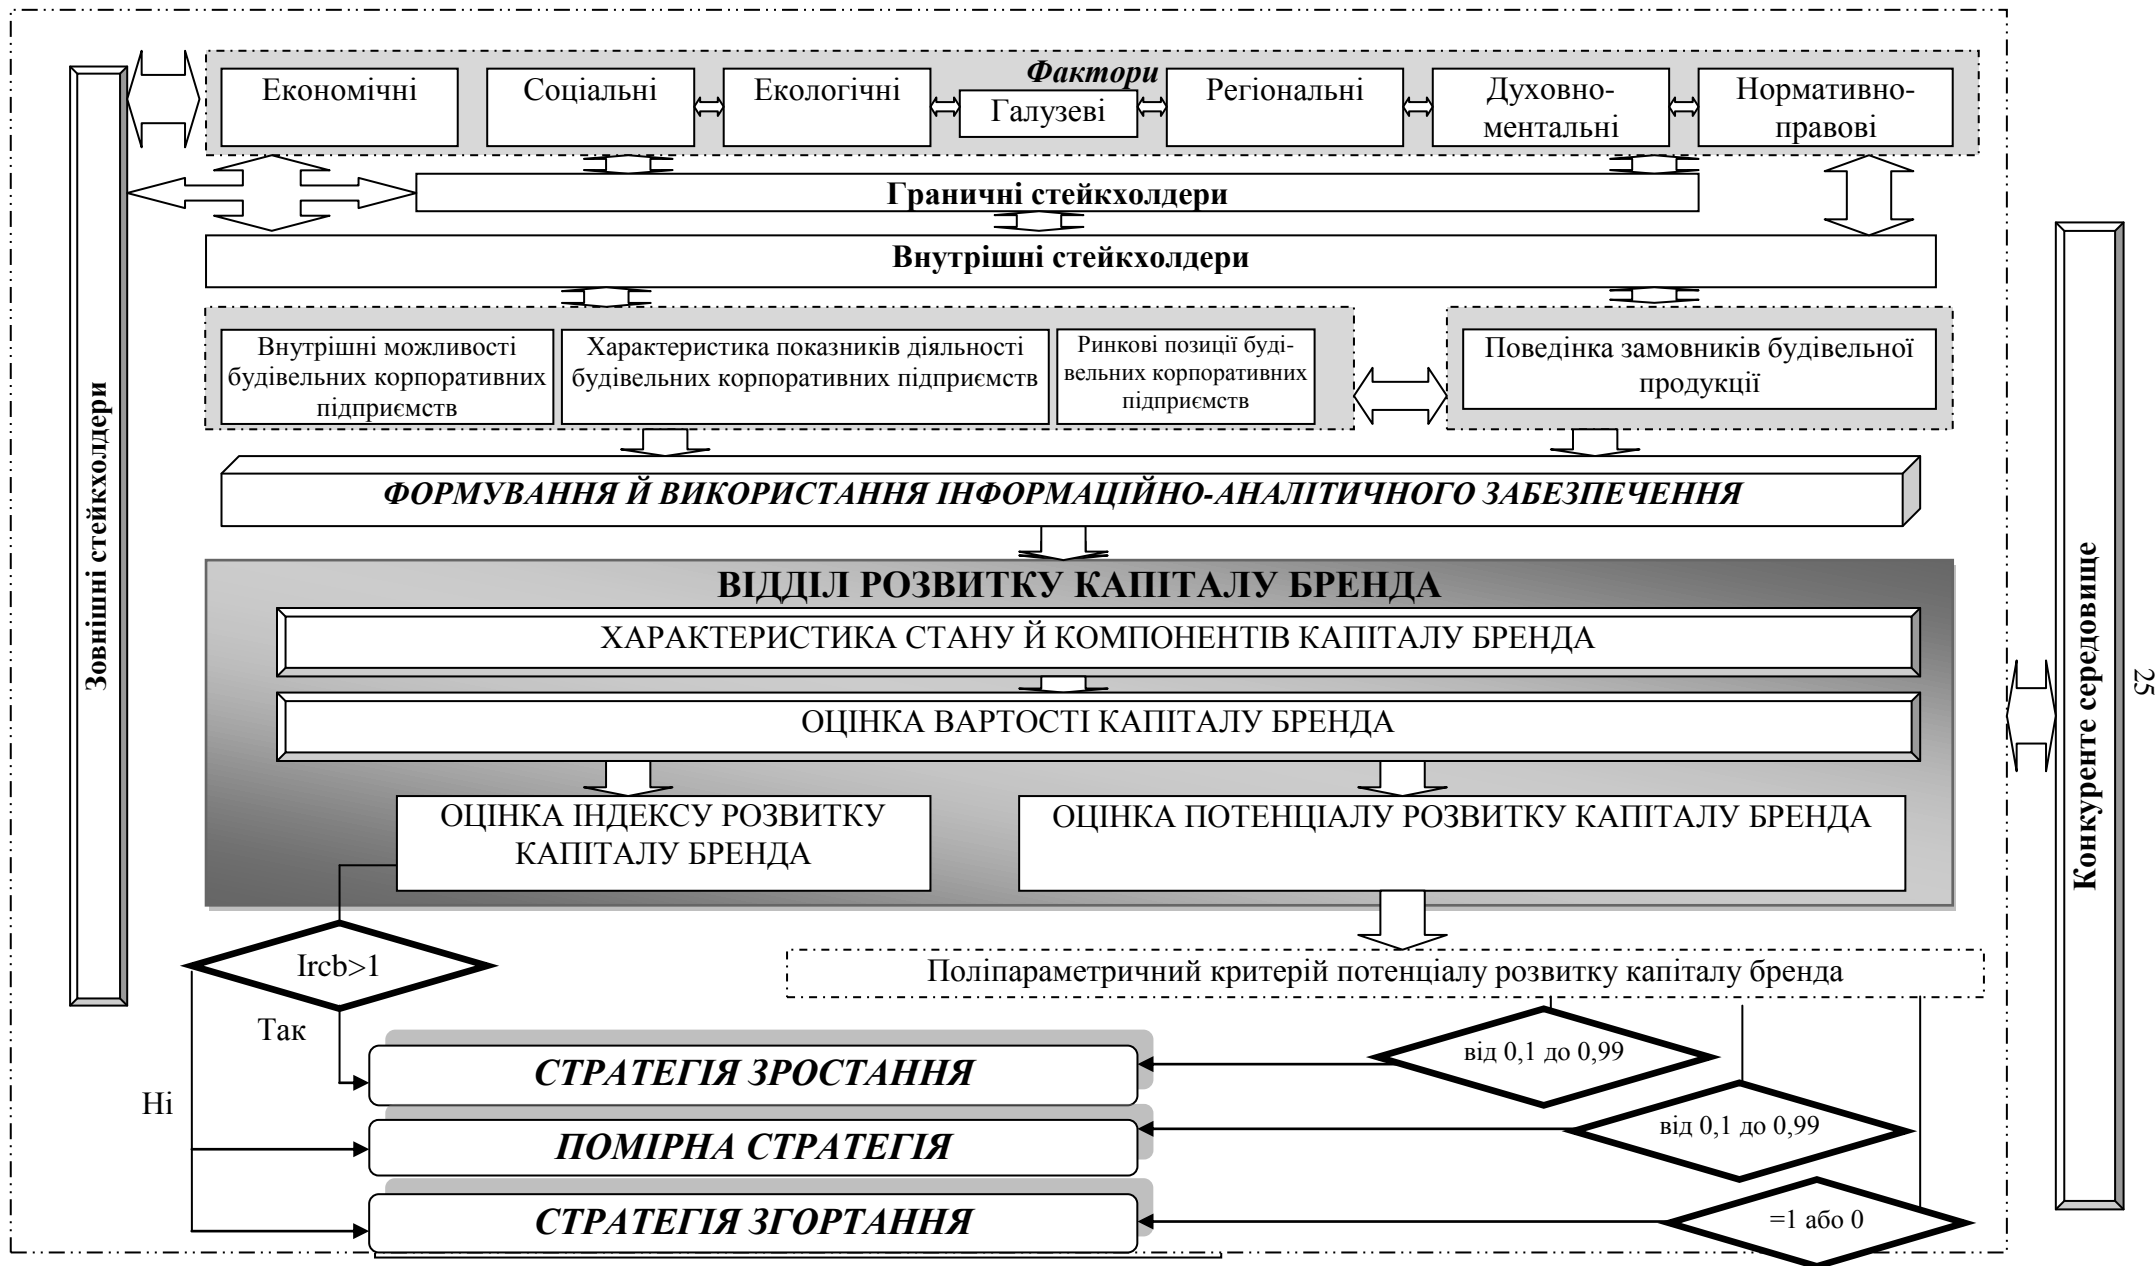 Фактори
Економічні
Соціальні
Екологічні
Галузеві
Регіональні
Духовно-
ментальні
Нормативно-
правові
Граничні стейкхолдери
Внутрішні стейкхолдери
Зовнішні стейкхолдери
Внутрішні можливості
будівельних корпоративних
підприємств
Характеристика показників діяльності
будівельних корпоративних підприємств
Ринкові позиції буді-
вельних корпоративних
підприємств
Поведінка замовників будівельної
продукції
ФОРМУВАННЯ Й ВИКОРИСТАННЯ ІНФОРМАЦІЙНО-АНАЛІТИЧНОГО ЗАБЕЗПЕЧЕННЯ
ВІДДІЛ РОЗВИТКУ КАПІТАЛУ БРЕНДА
ХАРАКТЕРИСТИКА СТАНУ Й КОМПОНЕНТІВ КАПІТАЛУ БРЕНДА
ОЦІНКА ВАРТОСТІ КАПІТАЛУ БРЕНДА
ОЦІНКА ІНДЕКСУ РОЗВИТКУ
КАПІТАЛУ БРЕНДА
ОЦІНКА ПОТЕНЦІАЛУ РОЗВИТКУ КАПІТАЛУ БРЕНДА
Конкуренте середовище
25
Ircb>1
Поліпараметричний критерій потенціалу розвитку капіталу бренда
Так
Ні
СТРАТЕГІЯ ЗРОСТАННЯ
від 0,1 до 0,99
ПОМІРНА СТРАТЕГІЯ
від 0,1 до 0,99
СТРАТЕГІЯ ЗГОРТАННЯ
=1 або 0